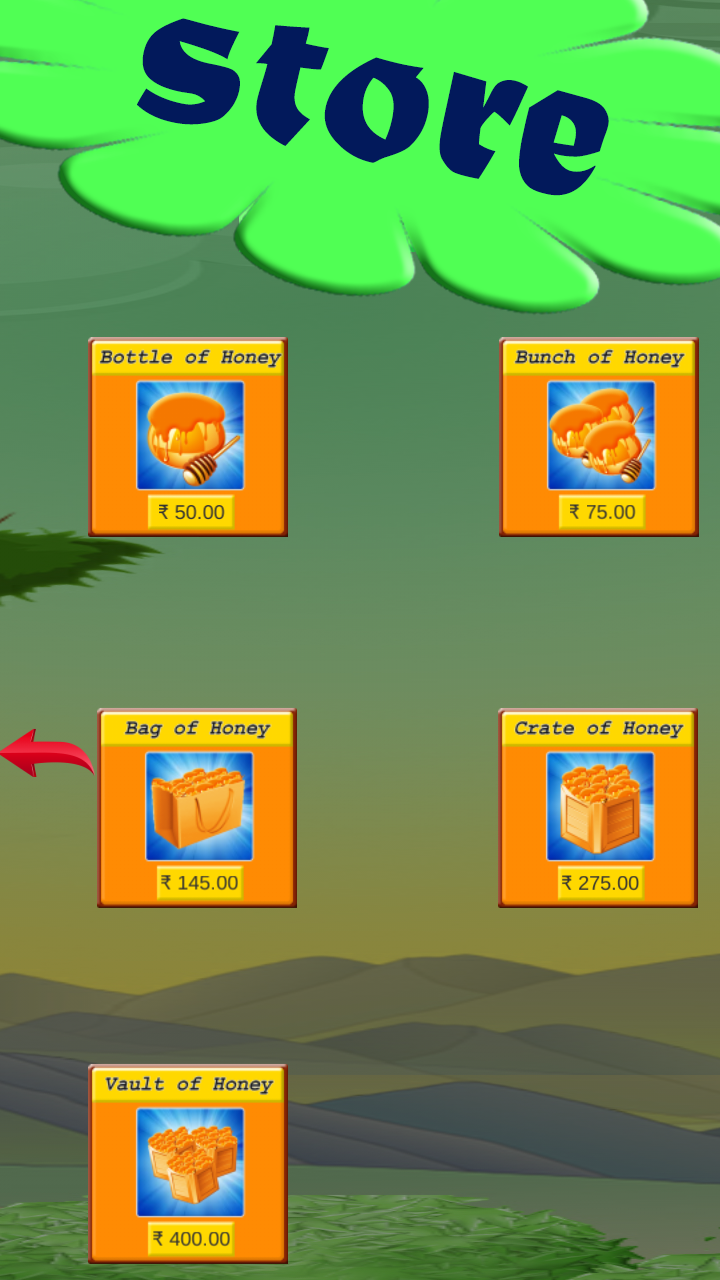 store
Bottle of Honey
₹ 50.00
Bunch of Honey
₹ 75.00
Bag of Honey
₹ 145.00
Crate of Honey
₹ 275.00
Vault of Honey
₹ 400.00